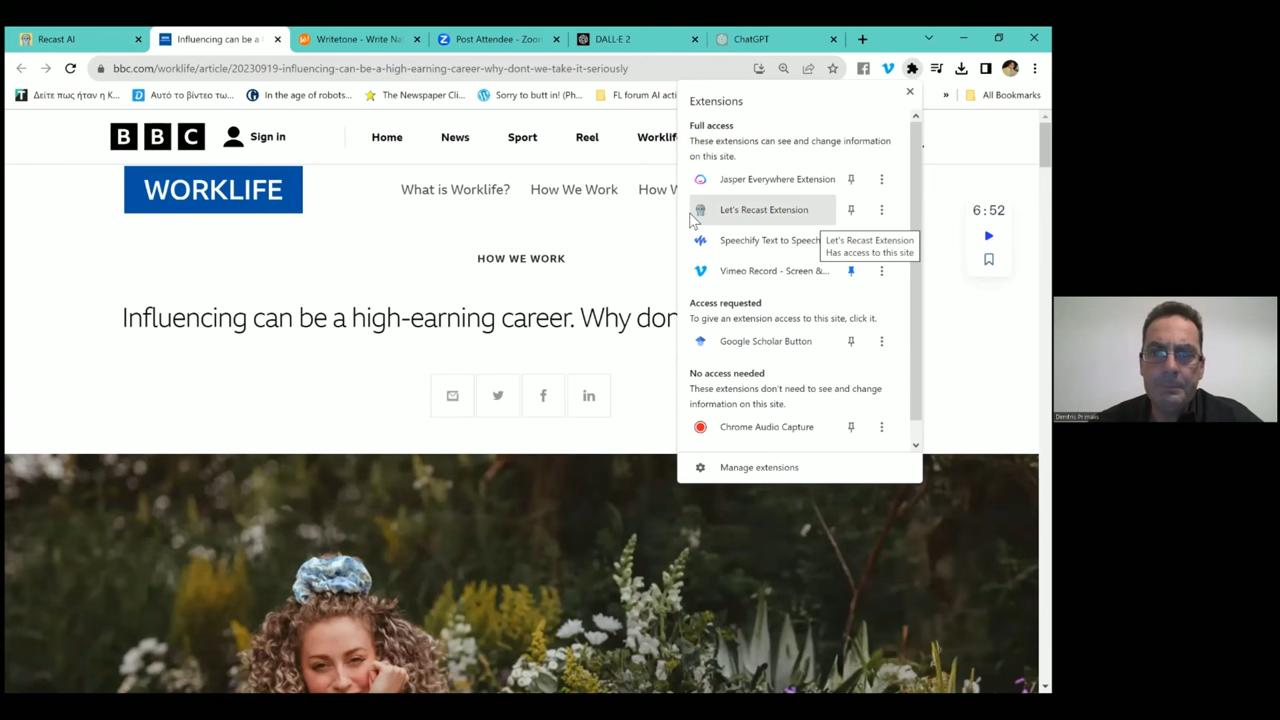 Recast AI
Influencing can be a l
Writetone - Write Na
Post Attendee - Zoo
DALL·E 2
ChatGPT
bbc.com/worklife/article/20230919-influencing-can-be-a-high-earning-career-why-dont-we-take-it-seriously
Δείτε πως ήταν η Κ...
Αυτό το βίντεο τω...
In the age of robots...
The Newspaper Cli...
Sorry to butt in! (Ph...
FL forum AI acti
»
All Bookmarks
BBC
Sign in
Home
News
Sport
Reel
Worklif
WORKLIFE
What is Worklife?
How We Work
How W
HOW WE WORK
Influencing can be a high-earning career. Why don
6:52
Extensions
Full access
These extensions can see and change information
on this site.
Jasper Everywhere Extension
Let's Recast Extension
Speechify Text to Speech
Let's Recast Extension
Has access to this site
Vimeo Record - Screen &...
Access requested
To give an extension access to this site, click it.
Google Scholar Button
No access needed
These extensions don't need to see and change
information on this site.
Chrome Audio Capture
Manage extensions
Dimitris Primalis